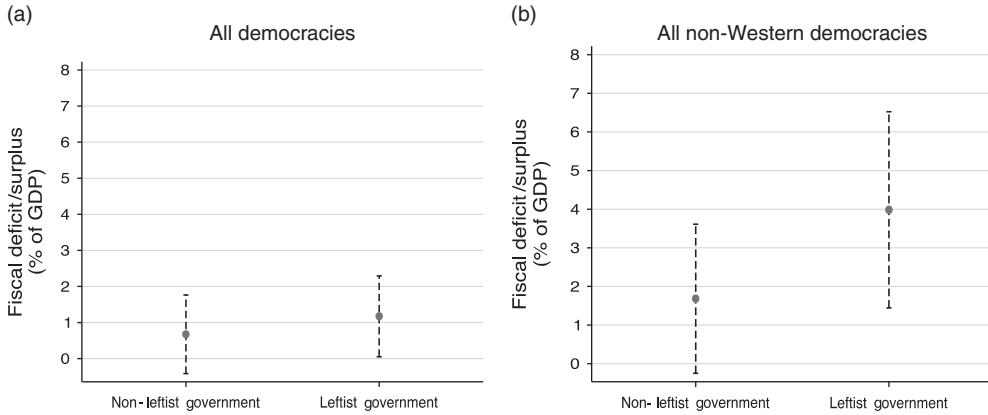 (a)
All democracies
Fiscal deficit/surplus
(% of GDP)
8
7
6
5
4
3
2
1
0
Non-leftist government
Leftist government
(b)
All non-Western democracies
Fiscal deficit/surplus
(% of GDP)
8
7
6
5
4
3
2
1
0
Non-leftist government
Leftist government